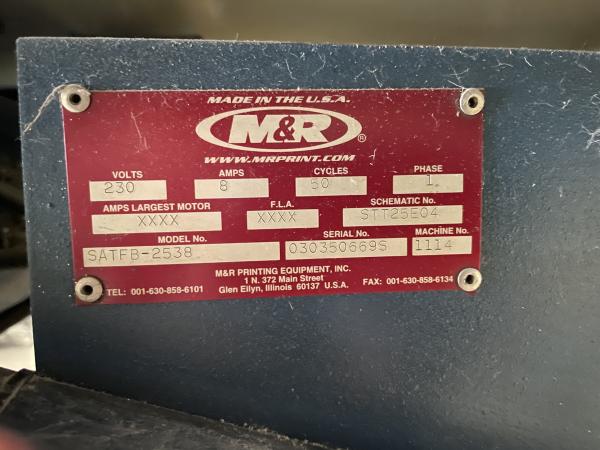 MADE IN THE U.S.A.
M&R®
WWW.MRPRINT.COM
VOLTS AMPS CYCLES PHASE
230 8 50 1
AMPS LARGEST MOTOR F.L.A. SCHEMATIC No.
XXXX XXXX STT25E04
MODEL No. SERIAL No. MACHINE No.
SATFB-2538 030350669S 1114
M&R PRINTING EQUIPMENT, INC.
1 N. 372 Main Street
TEL: 001-630-858-6101 Glen Ellyn, Illinois 60137 U.S.A. FAX: 001-630-858-6134